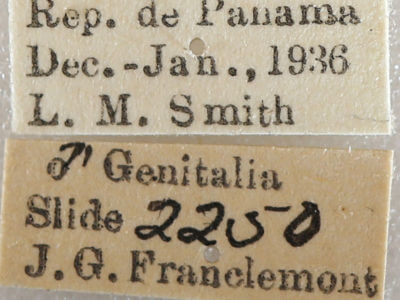 Rep. de Panama
Dec.-Jan., 1936
L. M. Smith
♂ Genitalia
Slide 2250
J. G. Franclemont